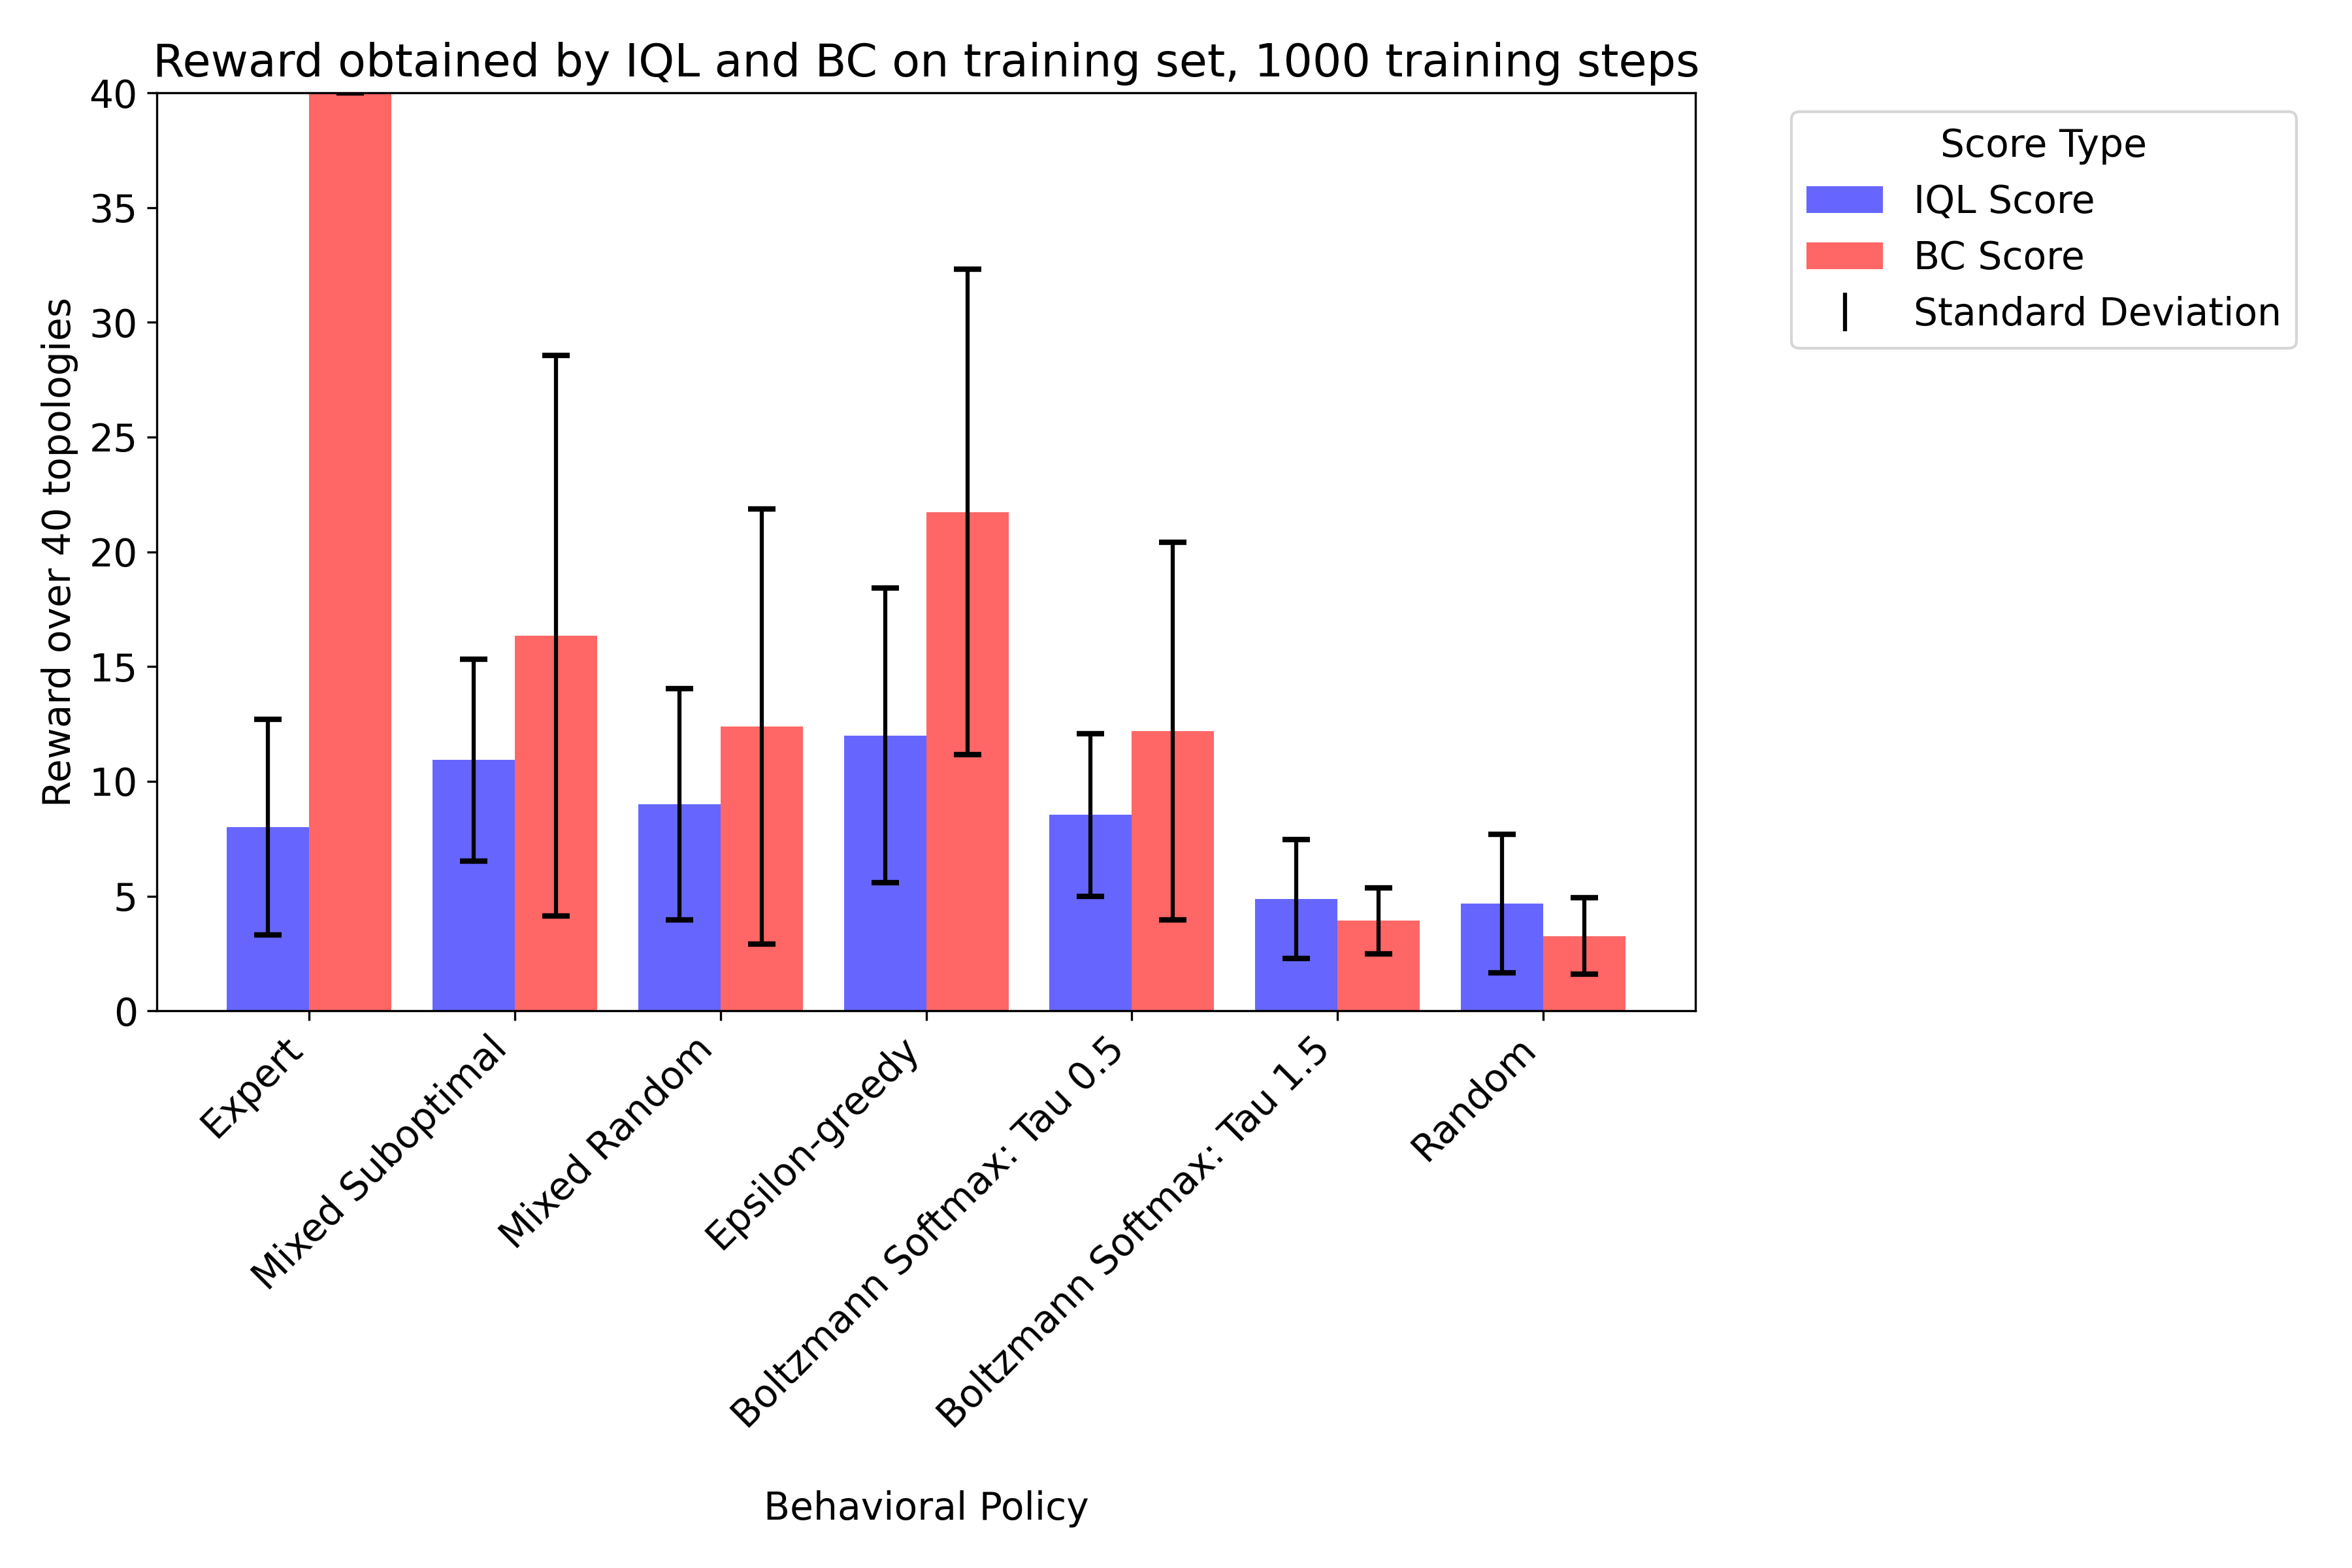 Reward obtained by IQL and BC on training set, 1000 training steps
Reward over 40 topologies
40
35
30
25
20
15
10
5
0
Expert
Mixed Suboptimal
Mixed Random
Epsilon-greedy
Boltzmann Softmax: Tau 0.5
Boltzmann Softmax: Tau 1.5
Random
Behavioral Policy
Score Type
IQL Score
BC Score
Standard Deviation